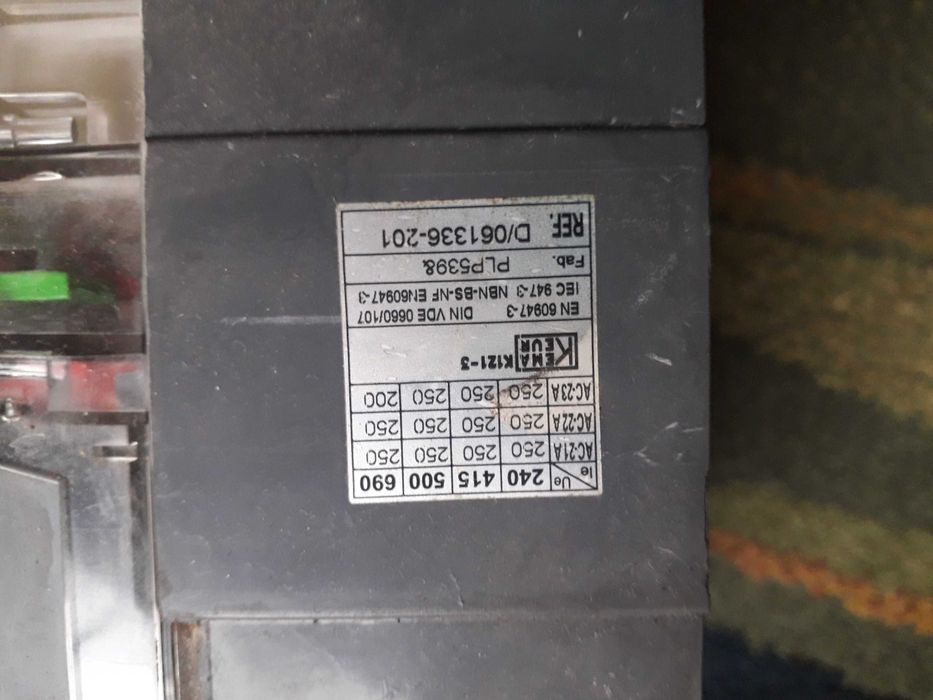 Ie Ue 240 415 500 690
AC-21A 250 250 250 250
AC-22A 250 250 250 250
AC-23A 250 250 250 200
KEMA KEUR K121-3
EN 60947-3 DIN VDE 0660/107
IEC 947-3 NBN-BS-NF EN60947-3
Fab. PLP5398
REF. D/061336-201